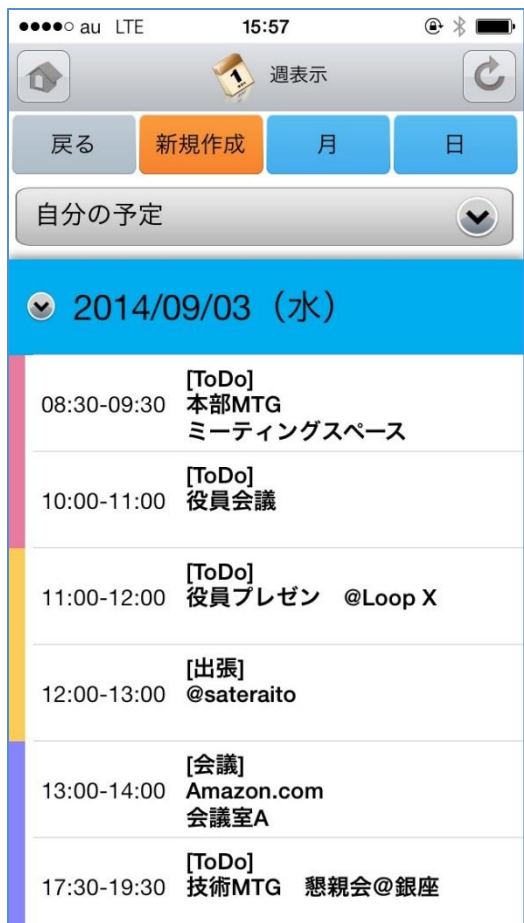 au LTE 15:57
1
週表示
戻る 新規作成 月 日
自分の予定
2014/09/03（水）
[ToDo]
08:30-09:30 本部MTG
ミーティングスペース
[ToDo]
10:00-11:00 役員会議
[ToDo]
11:00-12:00 役員プレゼン　@Loop X
[出張]
12:00-13:00 @sateraito
[会議]
13:00-14:00 Amazon.com
会議室A
[ToDo]
17:30-19:30 技術MTG　懇親会@銀座